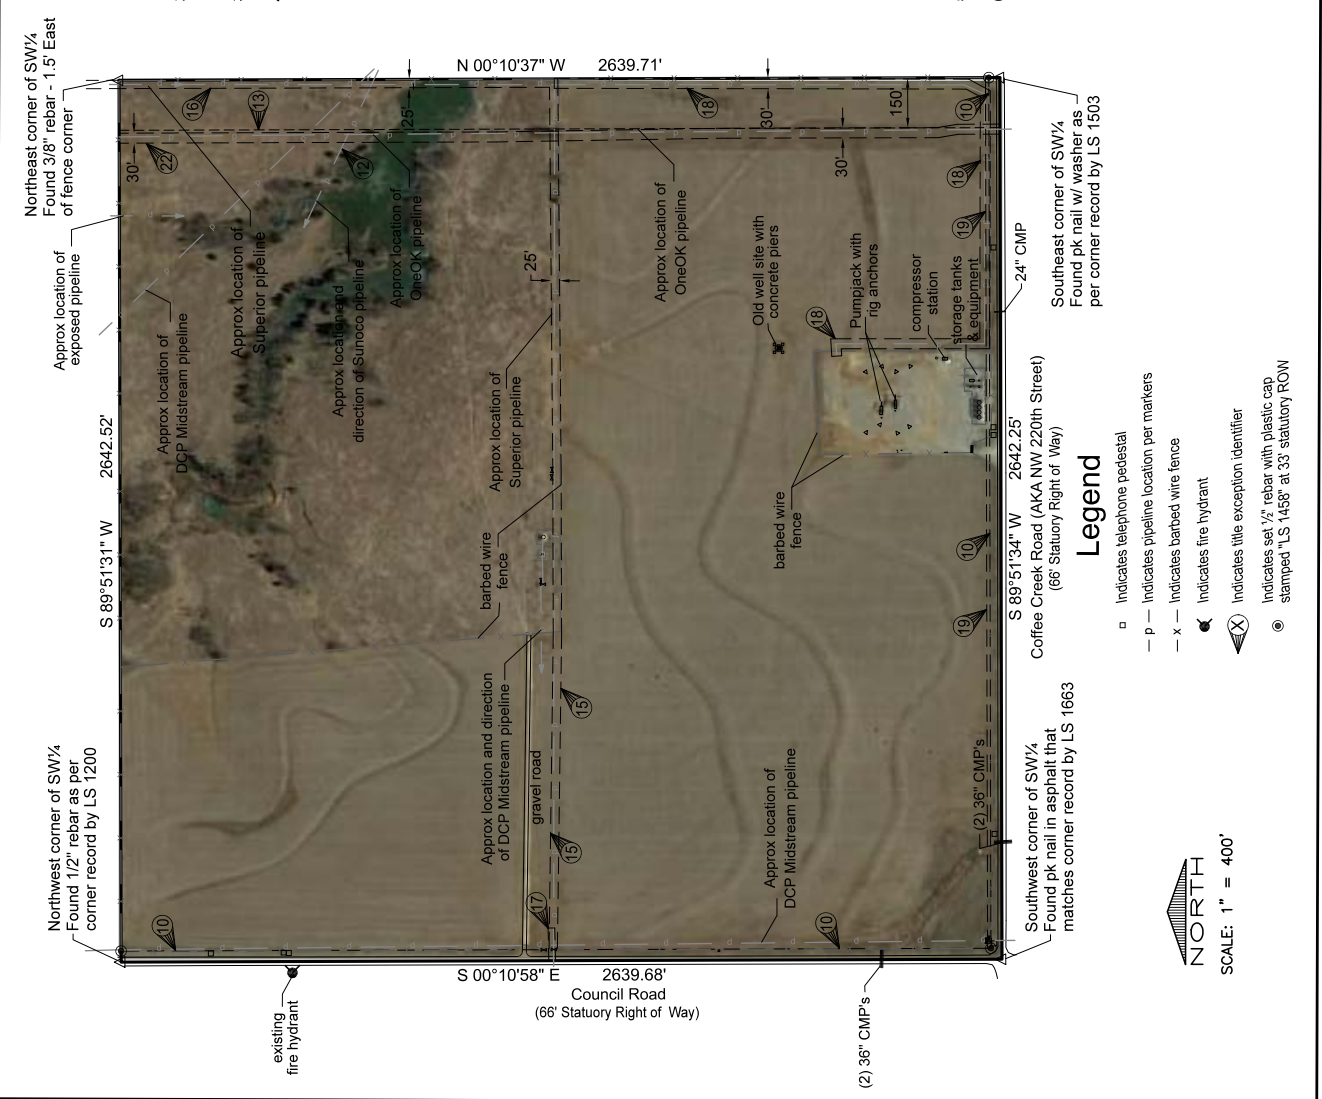 Northeast corner of SW¼
Found 3/8" rebar - 1.5' East
of fence corner
N 00°10'37" W 2639.71'
Southeast corner of SW¼
Found pk nail w/ washer as
per corner record by LS 1503
Approx location of
exposed pipeline
30'
22
16
13
12
25'
18
30'
150'
10
30'
18
19
24" CMP
Approx location of
DCP Midstream pipeline
Approx location of
Superior pipeline
Approx location and
direction of Sunoco pipeline
Approx location of
OneOK pipeline
25'
Approx location of
OneOK pipeline
Old well site with
concrete piers
18
Pumpjack with
rig anchors
compressor
station
storage tanks
& equipment
S 89°51'31" W 2642.52'
Approx location of
Superior pipeline
barbed wire
fence
barbed wire
fence
10
19
S 89°51'34" W 2642.25'
Coffee Creek Road (AKA NW 220th Street)
(66' Statuory Right of Way)
Approx location and direction
of DCP Midstream pipeline
gravel road
15
15
17
10
Approx location of
DCP Midstream pipeline
10
(2) 36" CMP's
Northwest corner of SW¼
Found 1/2" rebar as per
corner record by LS 1200
Southwest corner of SW¼
Found pk nail in asphalt that
matches corner record by LS 1663
S 00°10'58" E 2639.68'
Council Road
(66' Statuory Right of Way)
existing
fire hydrant
(2) 36" CMP's
Legend
Indicates telephone pedestal
p Indicates pipeline location per markers
x Indicates barbed wire fence
Indicates fire hydrant
X Indicates title exception identifier
Indicates set ½" rebar with plastic cap
stamped "LS 1458" at 33' statutory ROW
NORTH
SCALE: 1" = 400'